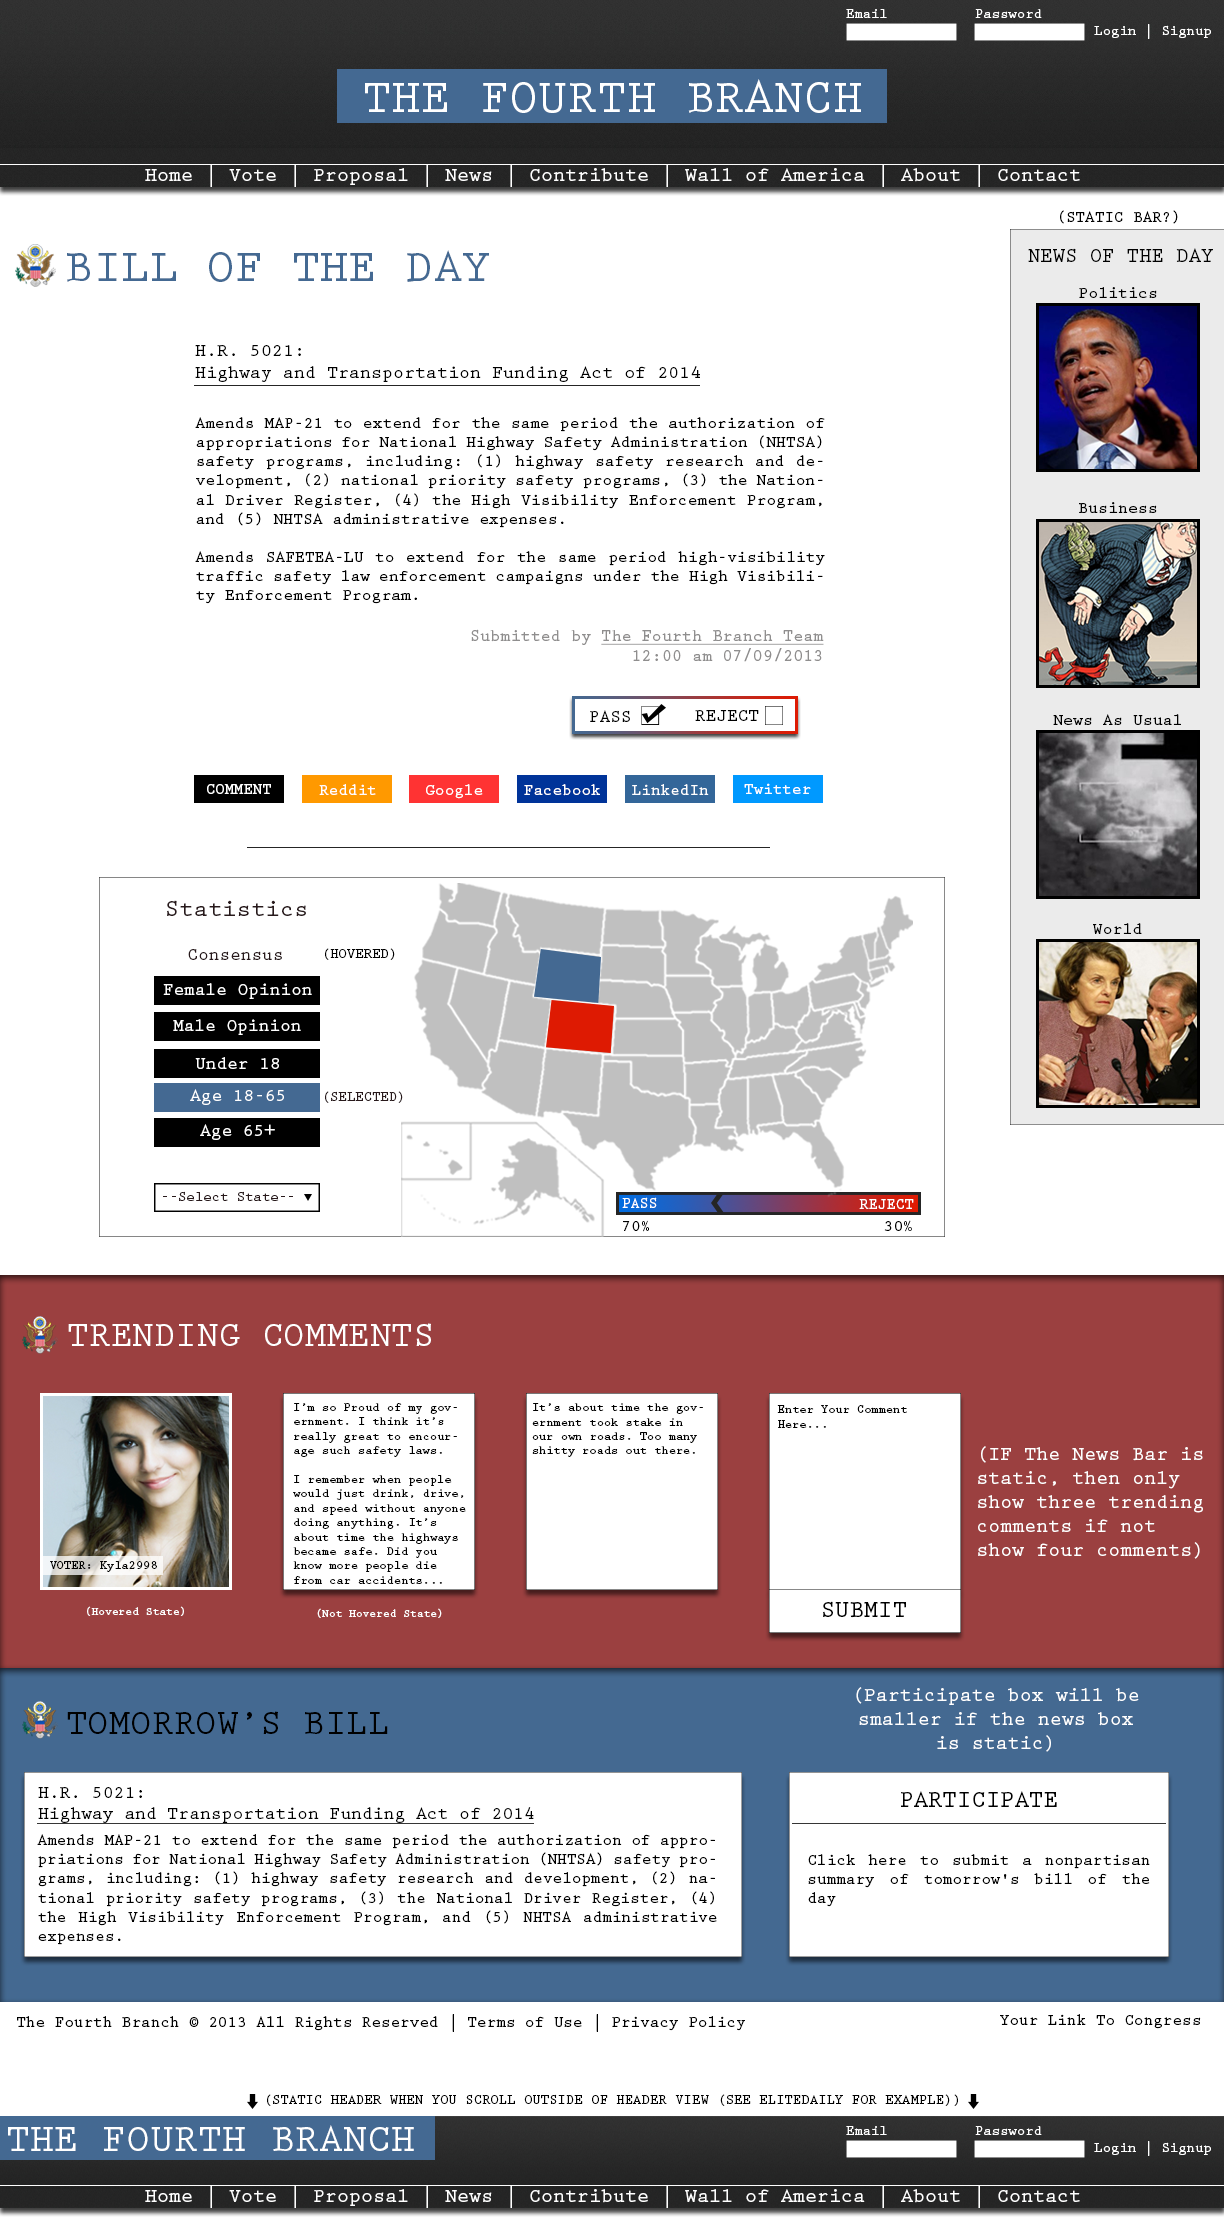 Email
Password
Login | Signup
THE FOURTH BRANCH
Home | Vote | Proposal | News | Contribute | Wall of America | About | Contact
(STATIC BAR?)
BILL OF THE DAY
H.R. 5021:
Highway and Transportation Funding Act of 2014
Amends MAP-21 to extend for the same period the authorization of
appropriations for National Highway Safety Administration (NHTSA)
safety programs, including: (1) highway safety research and de-
velopment, (2) national priority safety programs, (3) the Nation-
al Driver Register, (4) the High Visibility Enforcement Program,
and (5) NHTSA administrative expenses.
Amends SAFETEA-LU to extend for the same period high-visibility
traffic safety law enforcement campaigns under the High Visibili-
ty Enforcement Program.
Submitted by The Fourth Branch Team
12:00 am 07/09/2013
PASS
REJECT
COMMENT
Reddit
Google
Facebook
LinkedIn
Twitter
NEWS OF THE DAY
Politics
Business
News As Usual
World
Statistics
Consensus
(HOVERED)
Female Opinion
Male Opinion
Under 18
Age 18-65
(SELECTED)
Age 65+
--Select State-- ▼
PASS
REJECT
70%
30%
TRENDING COMMENTS
VOTER: Kyla2998
(Hovered State)
I'm so Proud of my gov-
ernment. I think it's
really great to encour-
age such safety laws.
I remember when people
would just drink, drive,
and speed without anyone
doing anything. It's
about time the highways
became safe. Did you
know more people die
from car accidents...
(Not Hovered State)
It's about time the gov-
ernment took stake in
our own roads. Too many
shitty roads out there.
Enter Your Comment
Here...
SUBMIT
(IF The News Bar is
static, then only
show three trending
comments if not
show four comments)
TOMORROW'S BILL
(Participate box will be
smaller if the news box
is static)
H.R. 5021:
Highway and Transportation Funding Act of 2014
Amends MAP-21 to extend for the same period the authorization of appro-
priations for National Highway Safety Administration (NHTSA) safety pro-
grams, including: (1) highway safety research and development, (2) na-
tional priority safety programs, (3) the National Driver Register, (4)
the High Visibility Enforcement Program, and (5) NHTSA administrative
expenses.
PARTICIPATE
Click here to submit a nonpartisan
summary of tomorrow's bill of the
day
The Fourth Branch © 2013 All Rights Reserved | Terms of Use | Privacy Policy
Your Link To Congress
(STATIC HEADER WHEN YOU SCROLL OUTSIDE OF HEADER VIEW (SEE ELITEDAILY FOR EXAMPLE))
THE FOURTH BRANCH
Email
Password
Login | Signup
Home | Vote | Proposal | News | Contribute | Wall of America | About | Contact